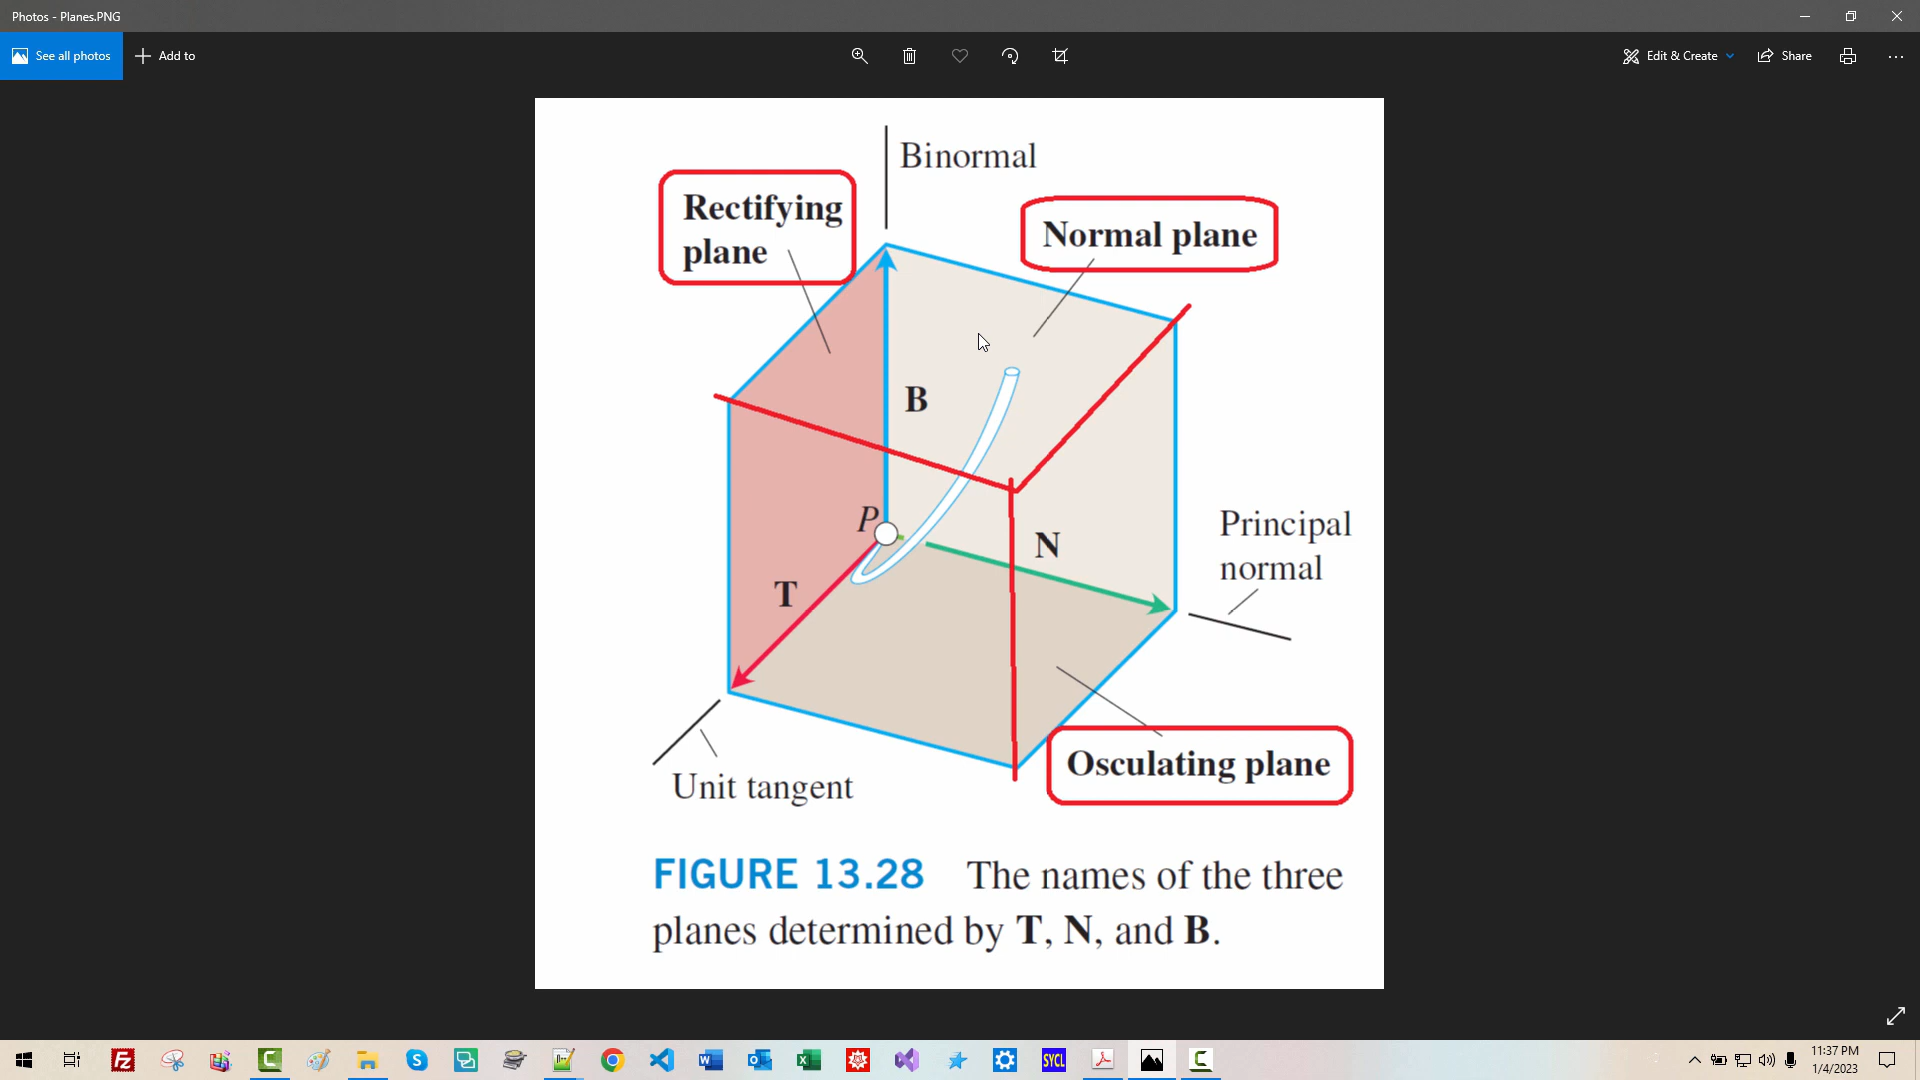 Photos - Planes.PNG
See all photos
Add to
Edit & Create
Share
Binormal
Rectifying
plane
Normal plane
B
P
N
T
Principal
normal
Osculating plane
Unit tangent
FIGURE 13.28 The names of the three
planes determined by T, N, and B.
11:37 PM
1/4/2023
SYCL